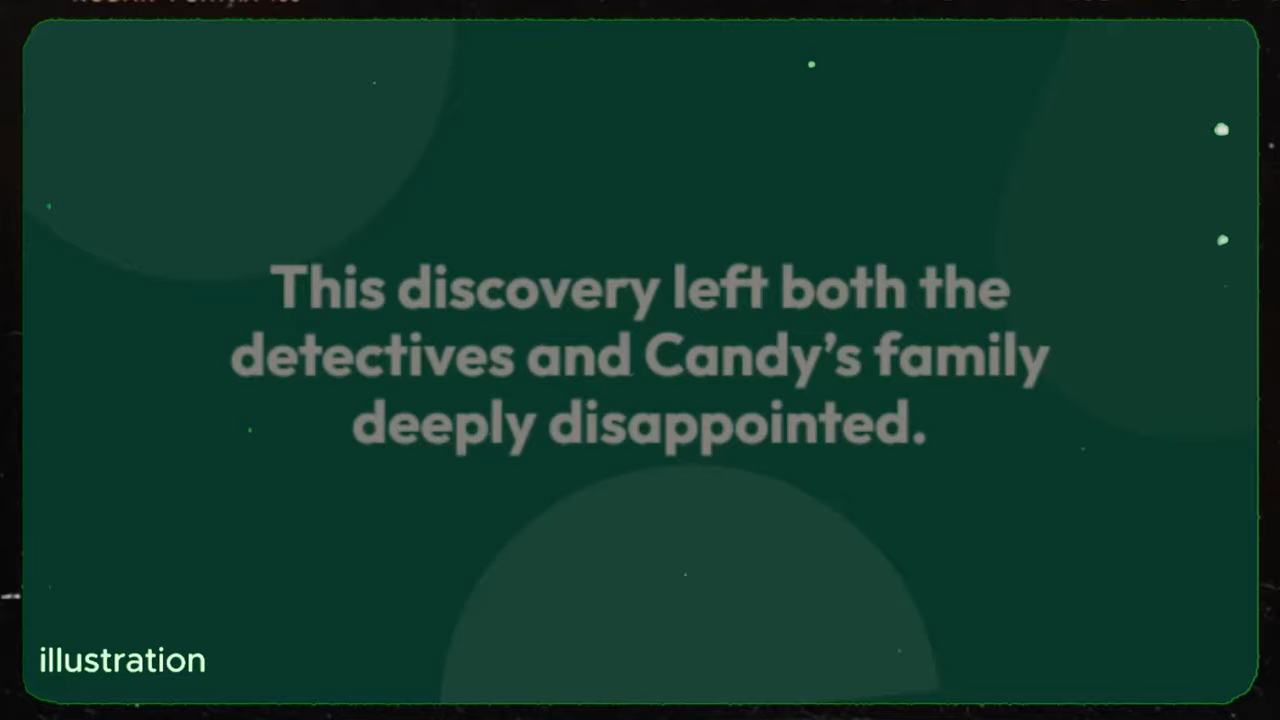 This discovery left both the
detectives and Candy’s family
deeply disappointed.
illustration